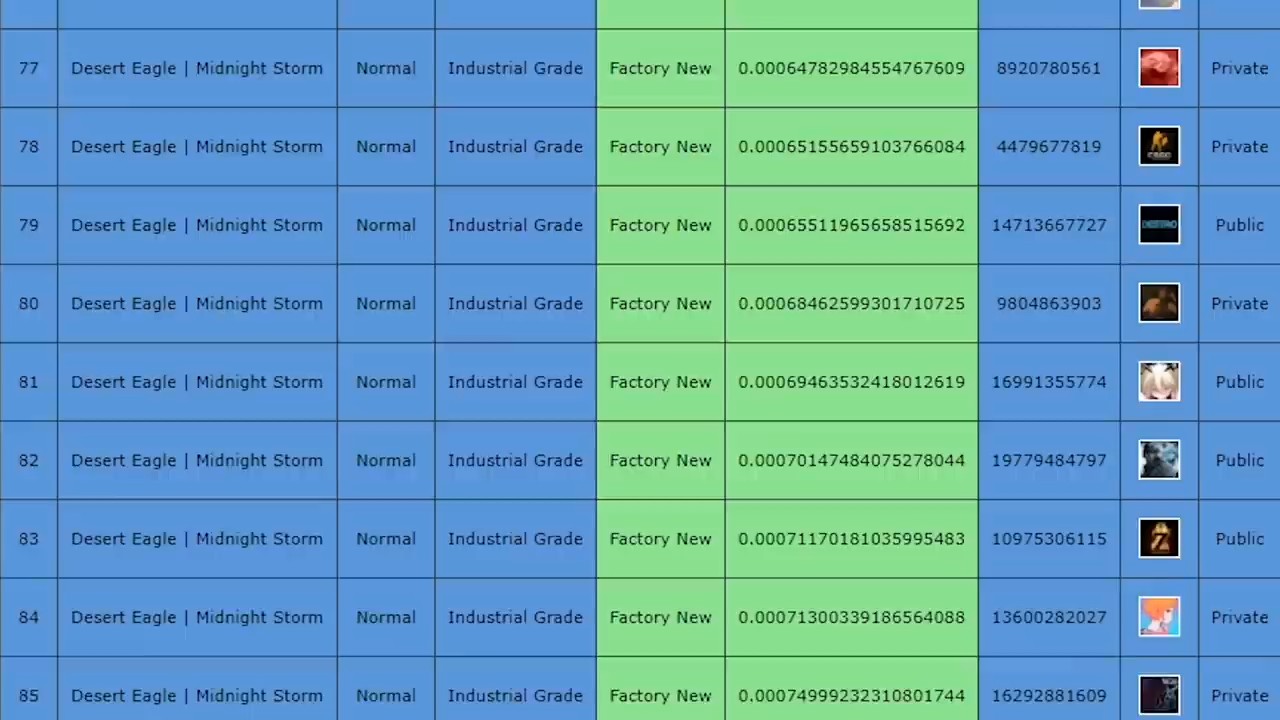 77 Desert Eagle | Midnight Storm Normal Industrial Grade Factory New 0.00064782984554767609 8920780561 Private
78 Desert Eagle | Midnight Storm Normal Industrial Grade Factory New 0.00065155659103766084 4479677819 Private
79 Desert Eagle | Midnight Storm Normal Industrial Grade Factory New 0.00065511965658515692 14713667727 Public
80 Desert Eagle | Midnight Storm Normal Industrial Grade Factory New 0.00068462599301710725 9804863903 Private
81 Desert Eagle | Midnight Storm Normal Industrial Grade Factory New 0.00069463532418012619 16991355774 Public
82 Desert Eagle | Midnight Storm Normal Industrial Grade Factory New 0.00070147484075278044 19779484797 Public
83 Desert Eagle | Midnight Storm Normal Industrial Grade Factory New 0.00071170181035995483 10975306115 Public
84 Desert Eagle | Midnight Storm Normal Industrial Grade Factory New 0.00071300339186564088 13600282027 Private
85 Desert Eagle | Midnight Storm Normal Industrial Grade Factory New 0.00074999232310801744 16292881609 Private